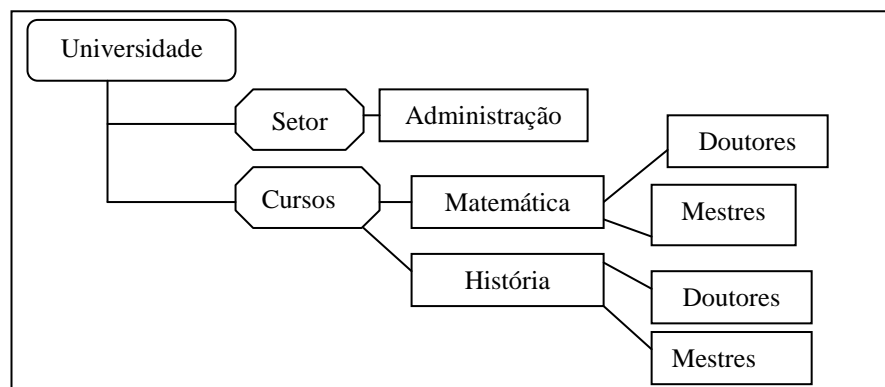 Universidade
Setor
Administração
Cursos
Matemática
Doutores
Mestres
História
Doutores
Mestres